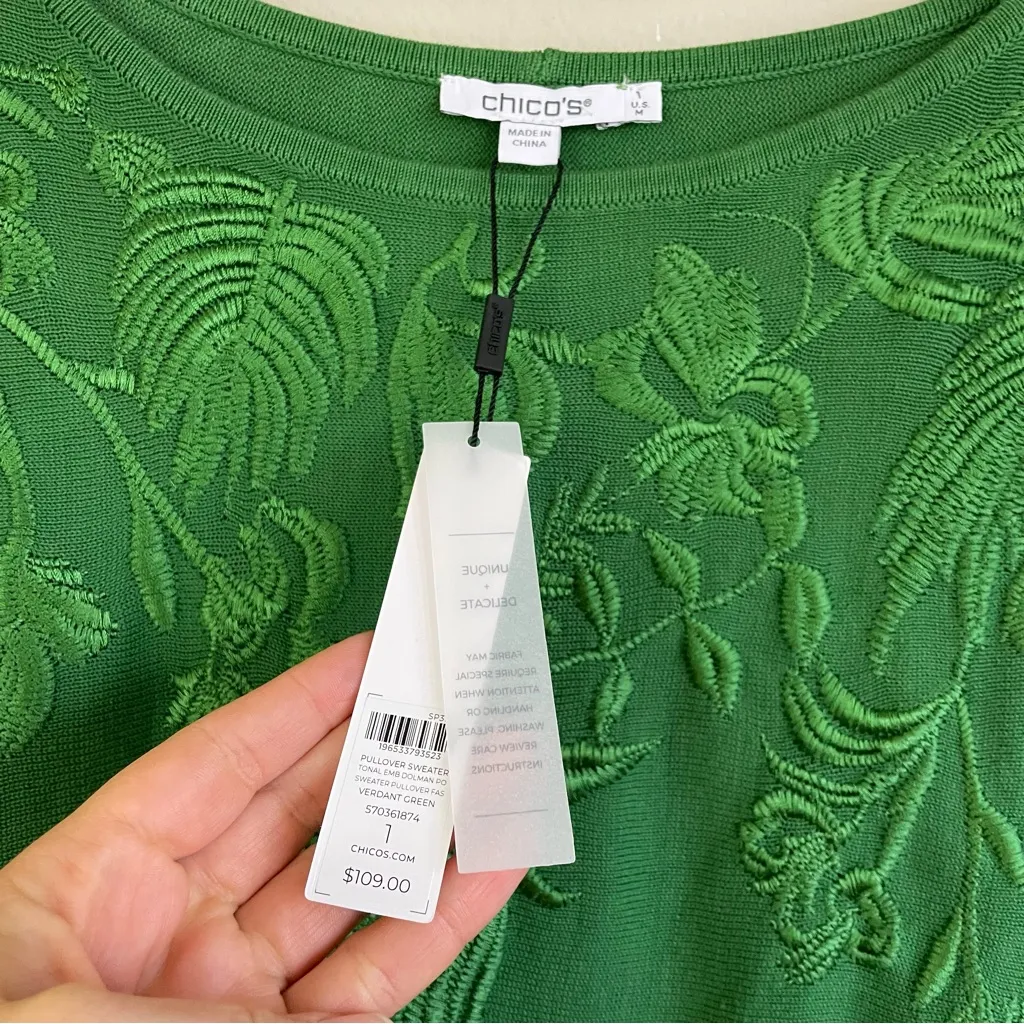 CHICO'S®
1
U.S.
M
MADE IN
CHINA
UNIQUE
+
DELICATE
FABRIC MAY
REQUIRE SPECIAL
ATTENTION WHEN
HANDLING OR
WASHING. PLEASE
REVIEW CARE
INSTRUCTIONS
SP3
196533793523
PULLOVER SWEATER
TONAL EMB DOLMAN PO
SWEATER PULLOVER FAS
VERDANT GREEN
570361874
1
CHICOS.COM
$109.00